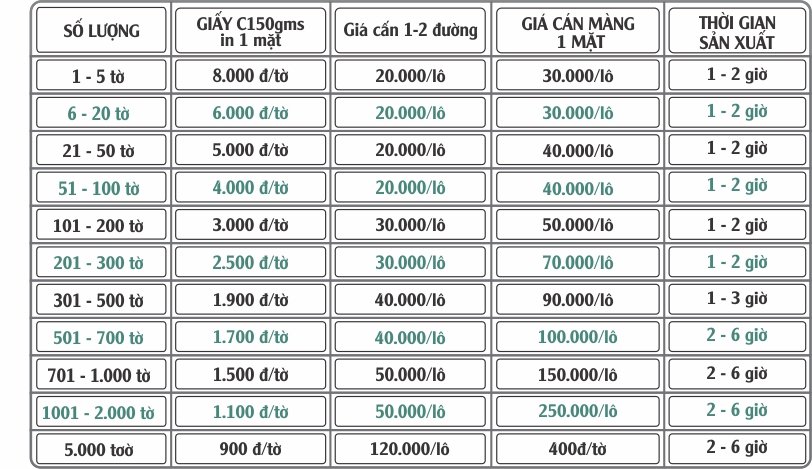 SỐ LƯỢNG GIẤY C150gms in 1 mặt Giá cấn 1-2 đường GIÁ CÁN MÀNG 1 MẶT THỜI GIAN SẢN XUẤT
1 - 5 tờ 8.000 đ/tờ 20.000/lô 30.000/lô 1 - 2 giờ
6 - 20 tờ 6.000 đ/tờ 20.000/lô 30.000/lô 1 - 2 giờ
21 - 50 tờ 5.000 đ/tờ 20.000/lô 40.000/lô 1 - 2 giờ
51 - 100 tờ 4.000 đ/tờ 20.000/lô 40.000/lô 1 - 2 giờ
101 - 200 tờ 3.000 đ/tờ 30.000/lô 50.000/lô 1 - 2 giờ
201 - 300 tờ 2.500 đ/tờ 30.000/lô 70.000/lô 1 - 2 giờ
301 - 500 tờ 1.900 đ/tờ 40.000/lô 90.000/lô 1 - 3 giờ
501 - 700 tờ 1.700 đ/tờ 40.000/lô 100.000/lô 2 - 6 giờ
701 - 1.000 tờ 1.500 đ/tờ 50.000/lô 150.000/lô 2 - 6 giờ
1001 - 2.000 tờ 1.100 đ/tờ 50.000/lô 250.000/lô 2 - 6 giờ
5.000 tơờ 900 đ/tờ 120.000/lô 400đ/tờ 2 - 6 giờ